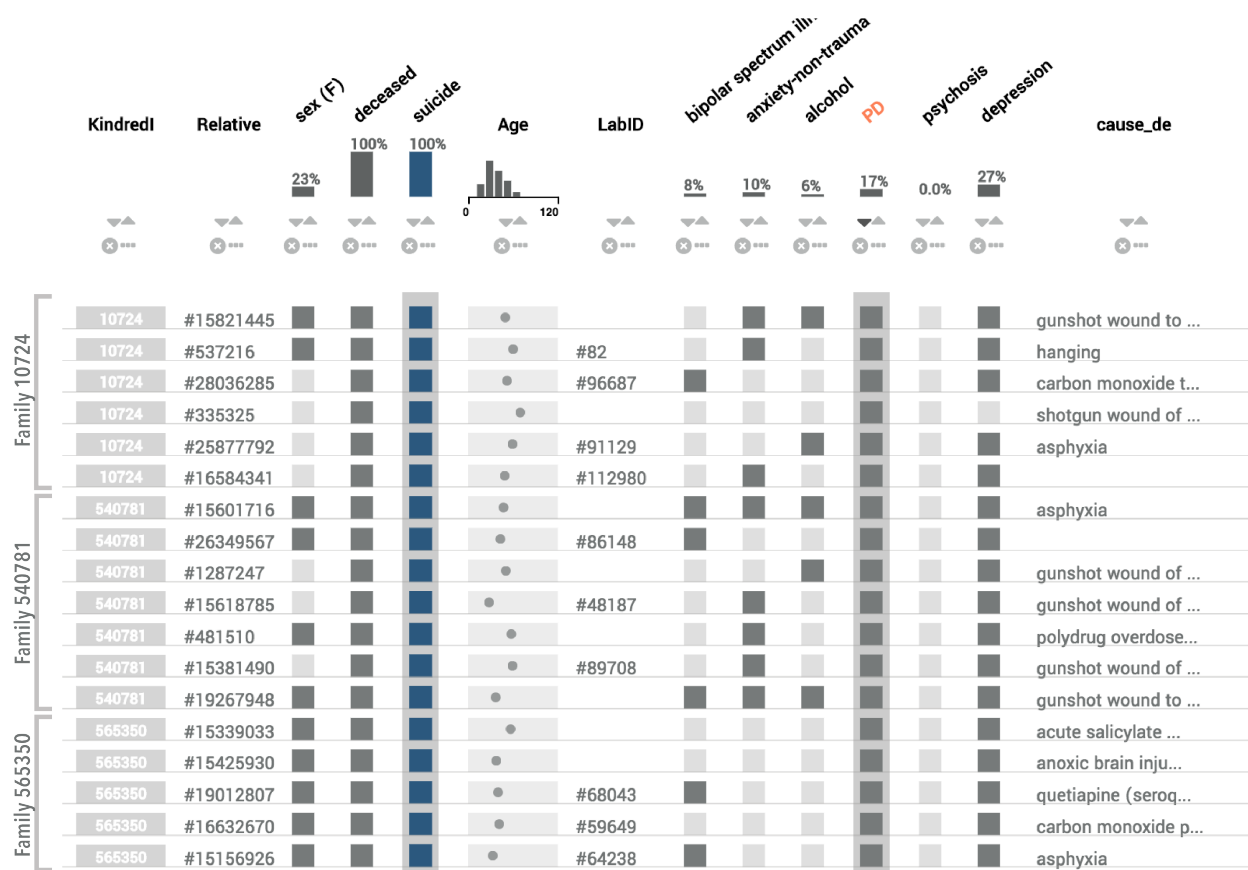 KindredI Relative sex (F) deceased suicide Age LabID bipolar spectrum anxiety-non-trauma alcohol PD psychosis depression cause_de
23% 100% 100% 8% 10% 6% 17% 0.0% 27%
0 120
Family 10724
10724 #15821445 gunshot wound to ...
10724 #537216 #82 hanging
10724 #28036285 #96687 carbon monoxide t...
10724 #335325 shotgun wound of ...
10724 #25877792 #91129 asphyxia
10724 #16584341 #112980
Family 540781
540781 #15601716 asphyxia
540781 #26349567 #86148
540781 #1287247 gunshot wound of ...
540781 #15618785 #48187 gunshot wound of ...
540781 #481510 polydrug overdose...
540781 #15381490 #89708 gunshot wound of ...
540781 #19267948 gunshot wound to ...
Family 565350
565350 #15339033 acute salicylate ...
565350 #15425930 anoxic brain inju...
565350 #19012807 #68043 quetiapine (seroq...
565350 #16632670 #59649 carbon monoxide p...
565350 #15156926 #64238 asphyxia